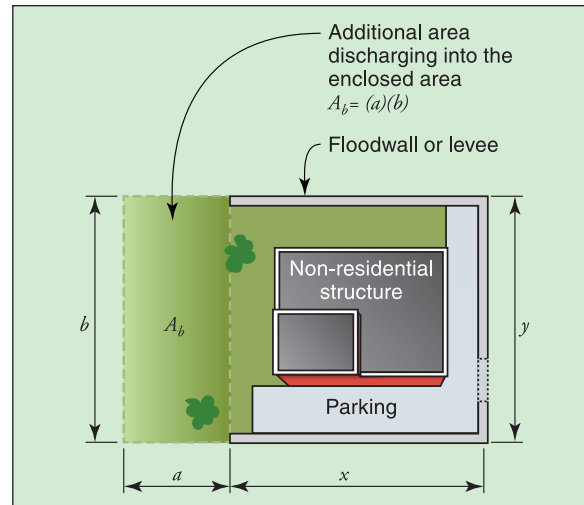 Additional area
discharging into the
enclosed area
A_b = (a)(b)
Floodwall or levee
Non-residential
structure
b
A_b
y
Parking
a
x